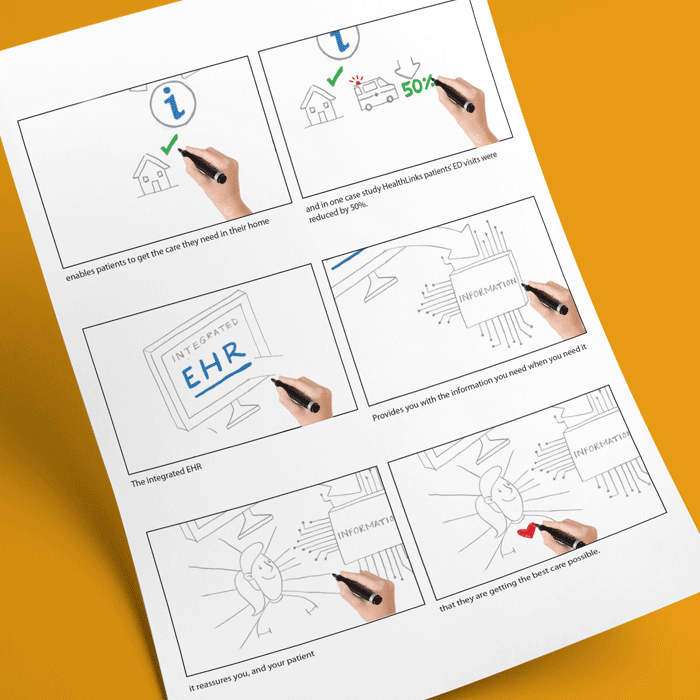 i
enables patients to get the care they need in their home
i
50%
and in one case study HealthLinks patients' ED visits were
reduced by 50%.
INTEGRATED
EHR
The integrated EHR
INFORMATION
Provides you with the information you need when you need it
INFORMATIO
it reassures you, and your patient
INFORMATION
that they are getting the best care possible.